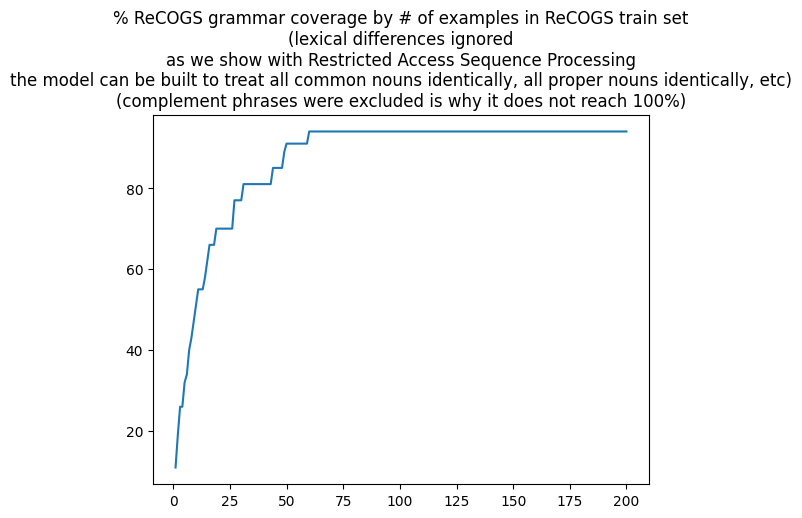 % ReCOGS grammar coverage by # of examples in ReCOGS train set
(lexical differences ignored
as we show with Restricted Access Sequence Processing
the model can be built to treat all common nouns identically, all proper nouns identically, etc)
(complement phrases were excluded is why it does not reach 100%)
80
60
40
20
0 25 50 75 100 125 150 175 200